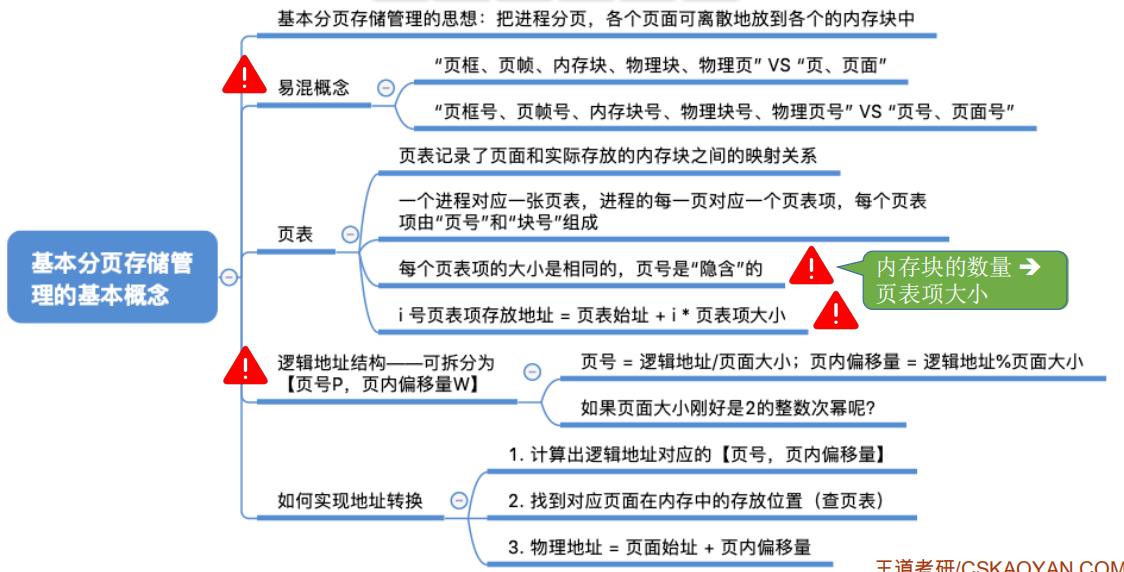 基本分页存储管理的思想：把进程分页，各个页面可离散地放到各个的内存块中
易混概念
“页框、页帧、内存块、物理块、物理页” VS “页、页面”
“页框号、页帧号、内存块号、物理块号、物理页号” VS “页号、页面号”
页表记录了页面和实际存放的内存块之间的映射关系
一个进程对应一张页表，进程的每一页对应一个页表项，每个页表
项由“页号”和“块号”组成
页表
每个页表项的大小是相同的，页号是“隐含”的
内存块的数量 ➔
页表项大小
i 号页表项存放地址 = 页表始址 + i * 页表项大小
基本分页存储管
理的基本概念
逻辑地址结构——可拆分为
【页号P，页内偏移量W】
页号 = 逻辑地址/页面大小；页内偏移量 = 逻辑地址%页面大小
如果页面大小刚好是2的整数次幂呢?
如何实现地址转换
1. 计算出逻辑地址对应的【页号，页内偏移量】
2. 找到对应页面在内存中的存放位置（查页表）
3. 物理地址 = 页面始址 + 页内偏移量
王道考研/CSKAOYAN.COM